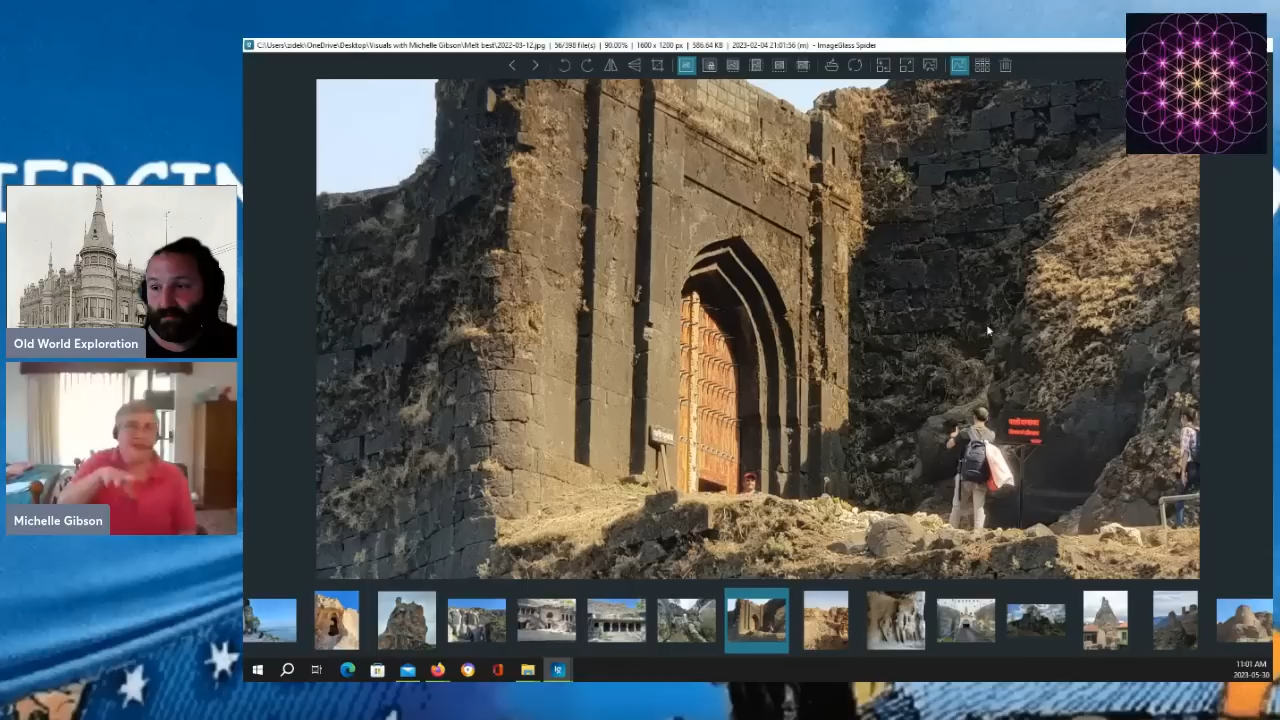 C:\Users\zidek\OneDrive\Desktop\Visuals with Michelle Gibson\Melt best\2022-03-12.jpg | 56/398 file(s) | 90.00% | 1600 x 1200 px | 586.64 KB | 2023-02-04 21:01:56 (m) - ImageGlass Spider
Old World Exploration
Michelle Gibson
11:01 AM
2023-05-30